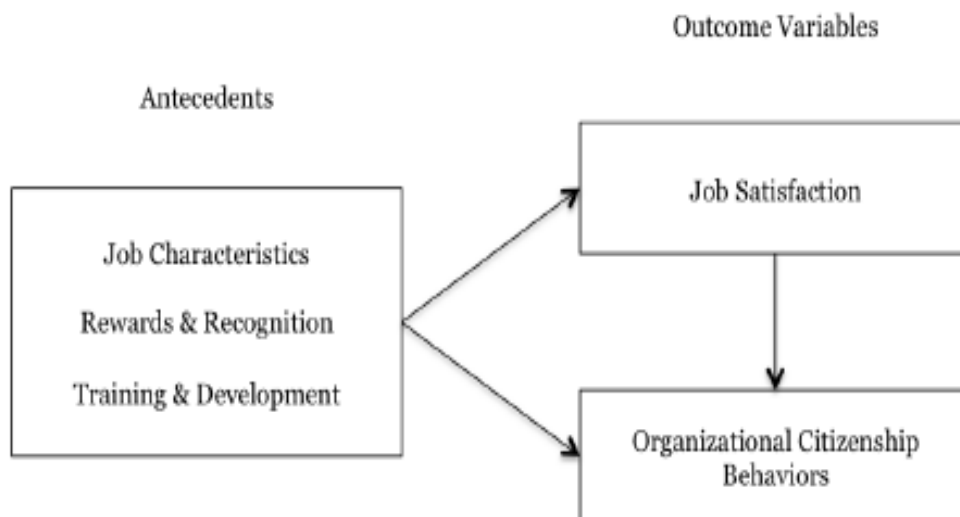 Outcome Variables
Antecedents
Job Satisfaction
Job Characteristics
Rewards & Recognition
Training & Development
Organizational Citizenship
Behaviors